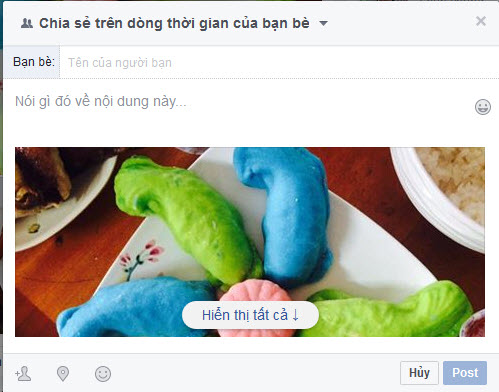 Chia sẻ trên dòng thời gian của bạn bè
Bạn bè: Tên của người bạn
Nói gì đó về nội dung này...
Hiển thị tất cả ↓
Hủy Post